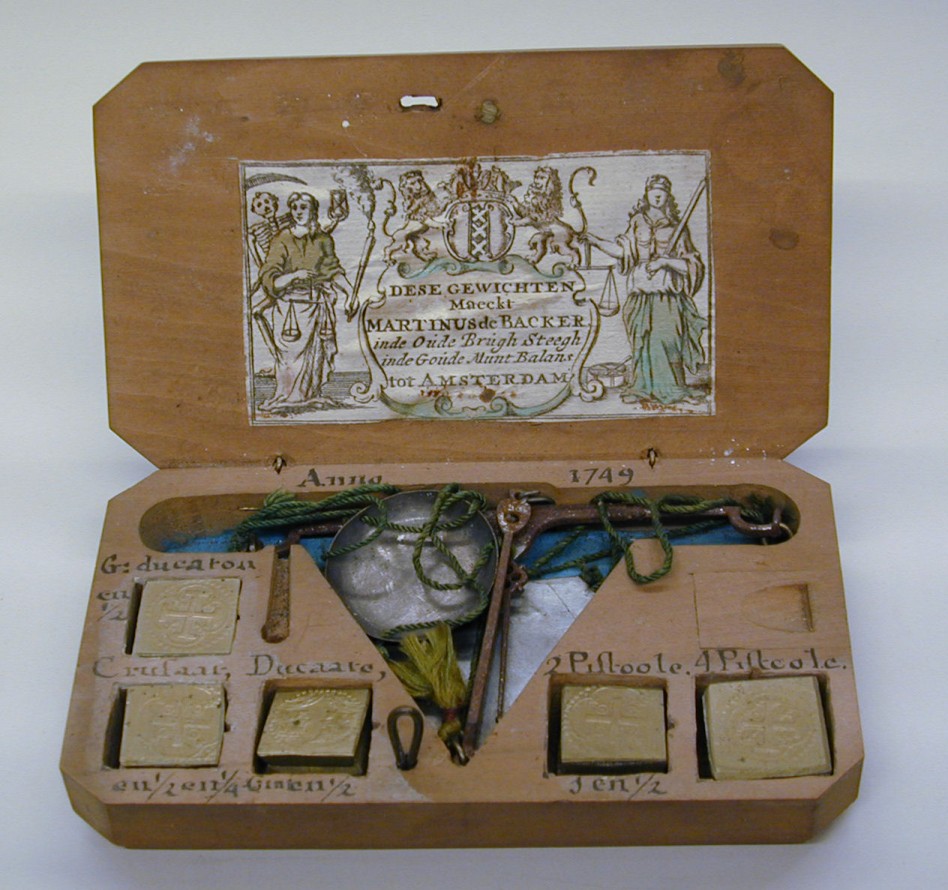 DESE GEWICHTEN
Maeckt
MARTINUS de BACKER
inde Oude Brugh Steegh
inde Goude Munt Balans
tot AMSTERDAM
Anno 1749
G: ducaton
en
1/2
Crusaat, Ducaate, 2 Pistoole. 4 Pistoole.
en 1/2 en 1/4 en 1/2 1 en 1/2